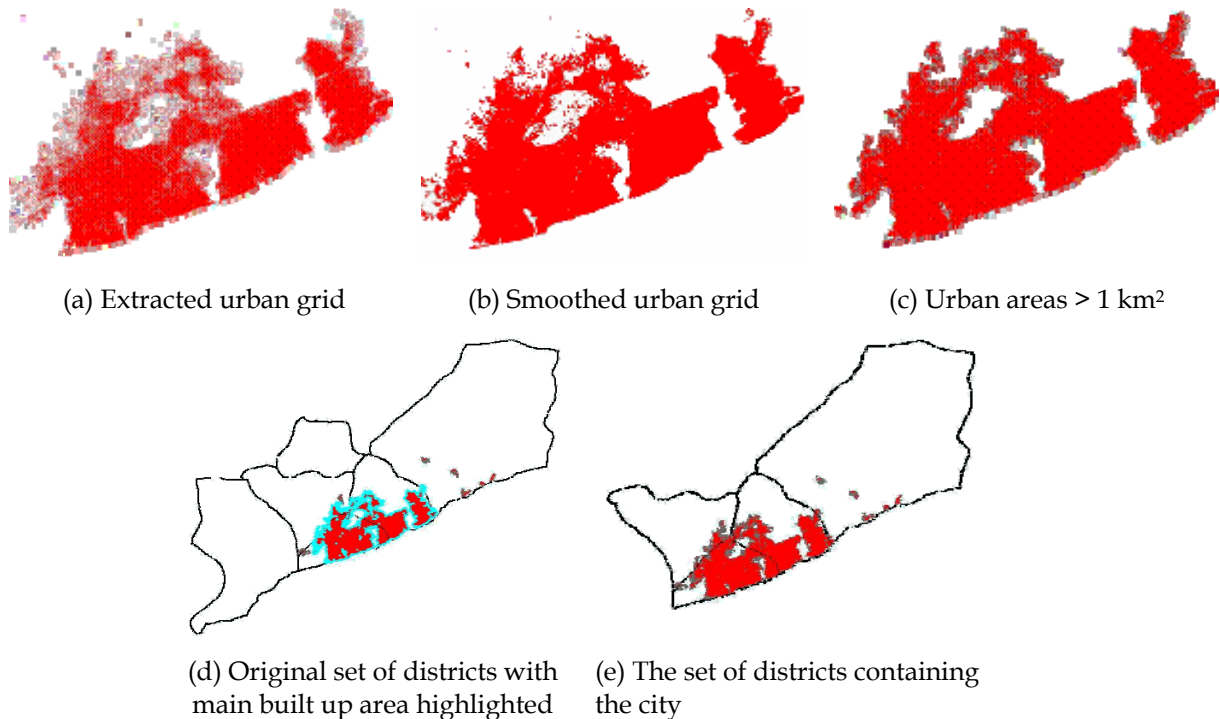 (a) Extracted urban grid
(b) Smoothed urban grid
(c) Urban areas > 1 km²
(d) Original set of districts with
main built up area highlighted
(e) The set of districts containing
the city